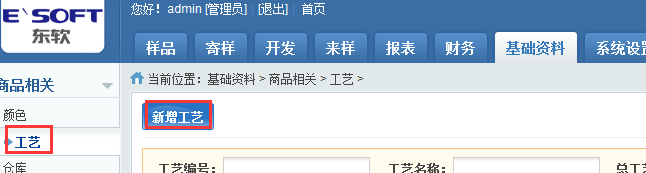 E'SOFT
东软
您好！admin [管理员] [退出] 首页
样品 寄样 开发 来样 报表 财务 基础资料 系统设置
商品相关
当前位置：基础资料 > 商品相关 > 工艺 >
颜色
新增工艺
工艺
仓库
工艺编号： 工艺名称： 总工